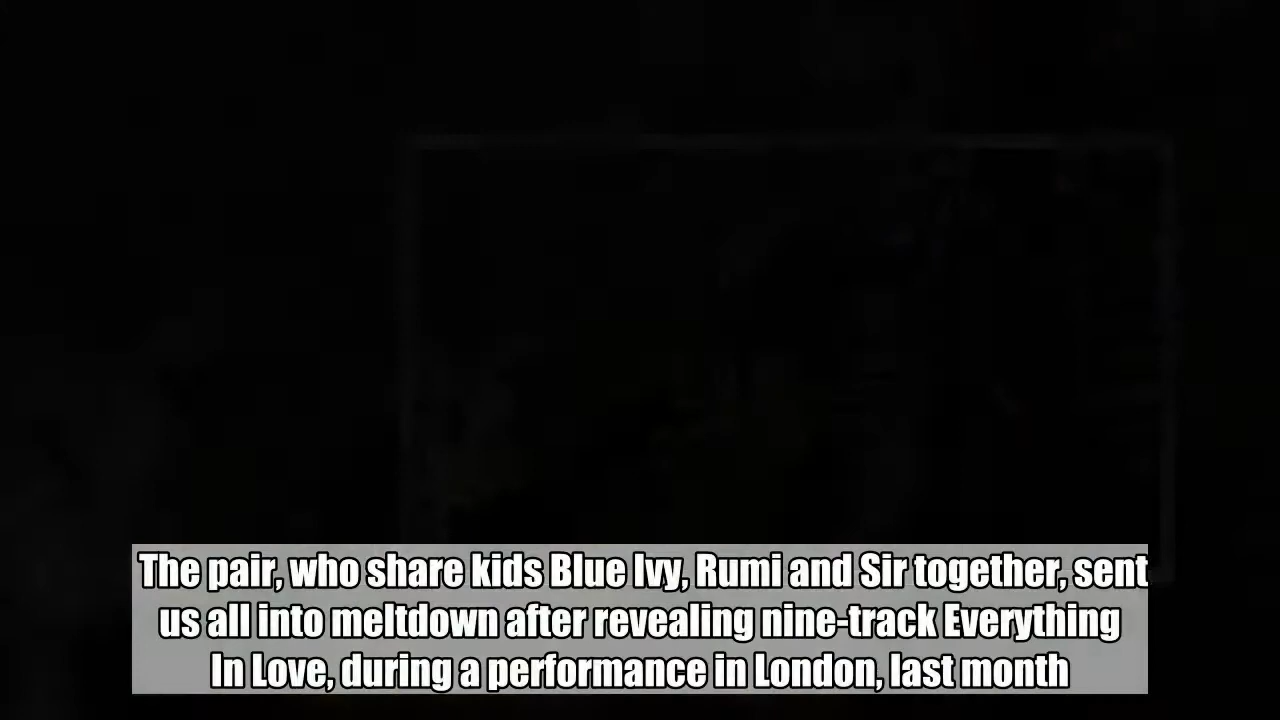 The pair, who share kids Blue Ivy, Rumi and Sir together, sent
us all into meltdown after revealing nine-track Everything
In Love, during a performance in London, last month